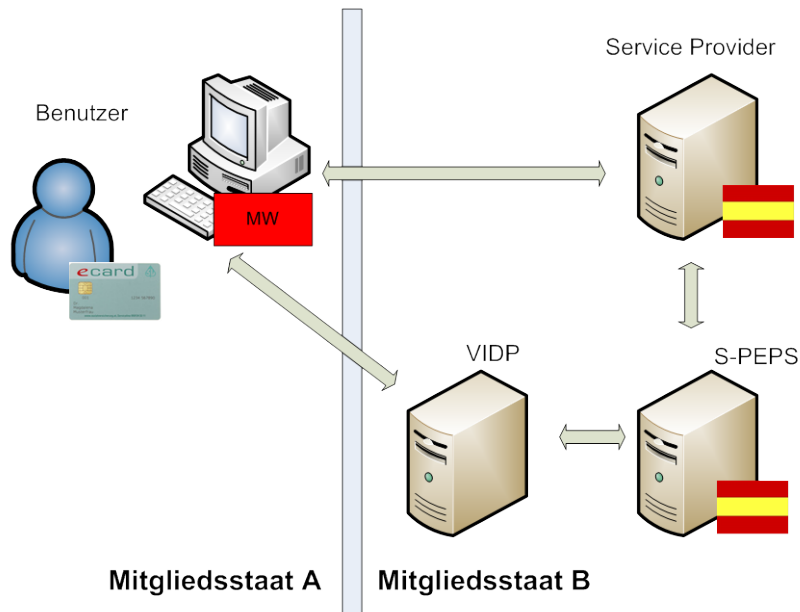 Service Provider
Benutzer
MW
ecard
VIDP
S-PEPS
Mitgliedsstaat A
Mitgliedsstaat B